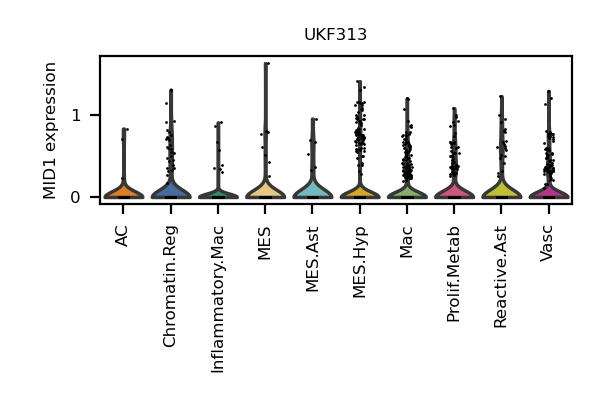 UKF313
MID1 expression
1
0
AC
Chromatin.Reg
Inflammatory.Mac
MES
MES.Ast
MES.Hyp
Mac
Prolif.Metab
Reactive.Ast
Vasc